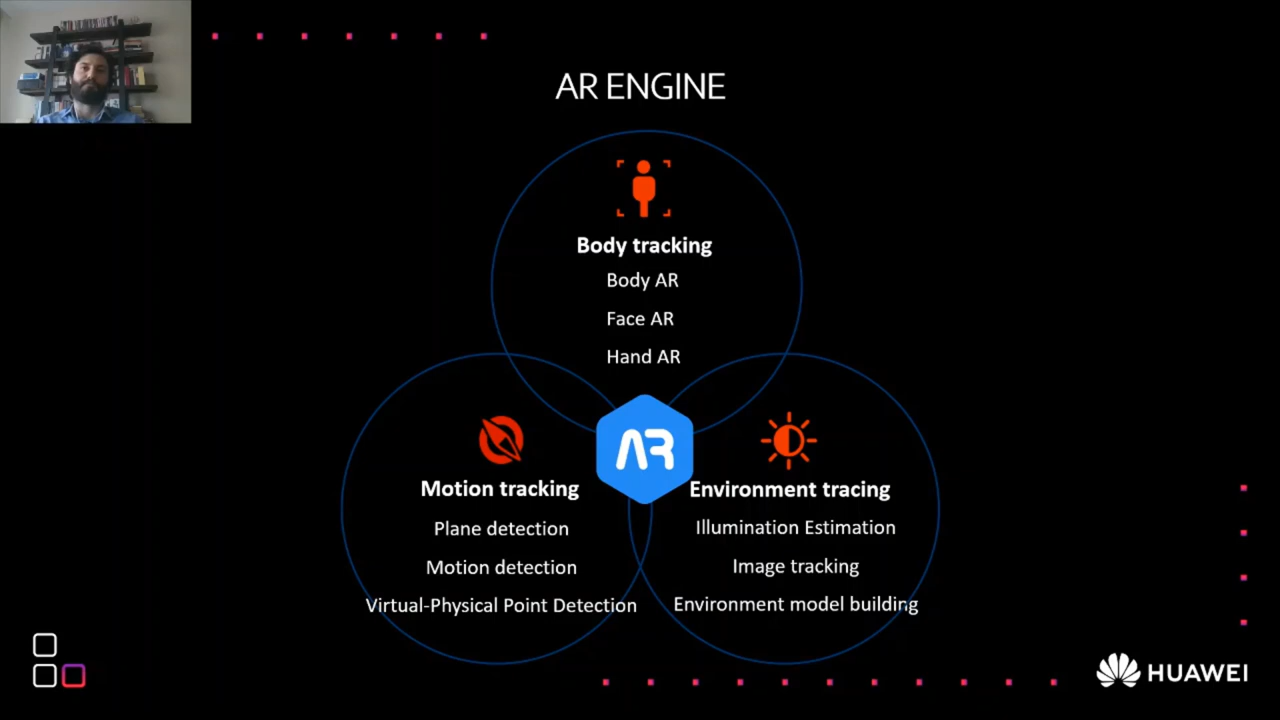 AR ENGINE
Body tracking
Body AR
Face AR
Hand AR
AR
Motion tracking
Plane detection
Motion detection
Virtual-Physical Point Detection
Environment tracing
Illumination Estimation
Image tracking
Environment model building
HUAWEI